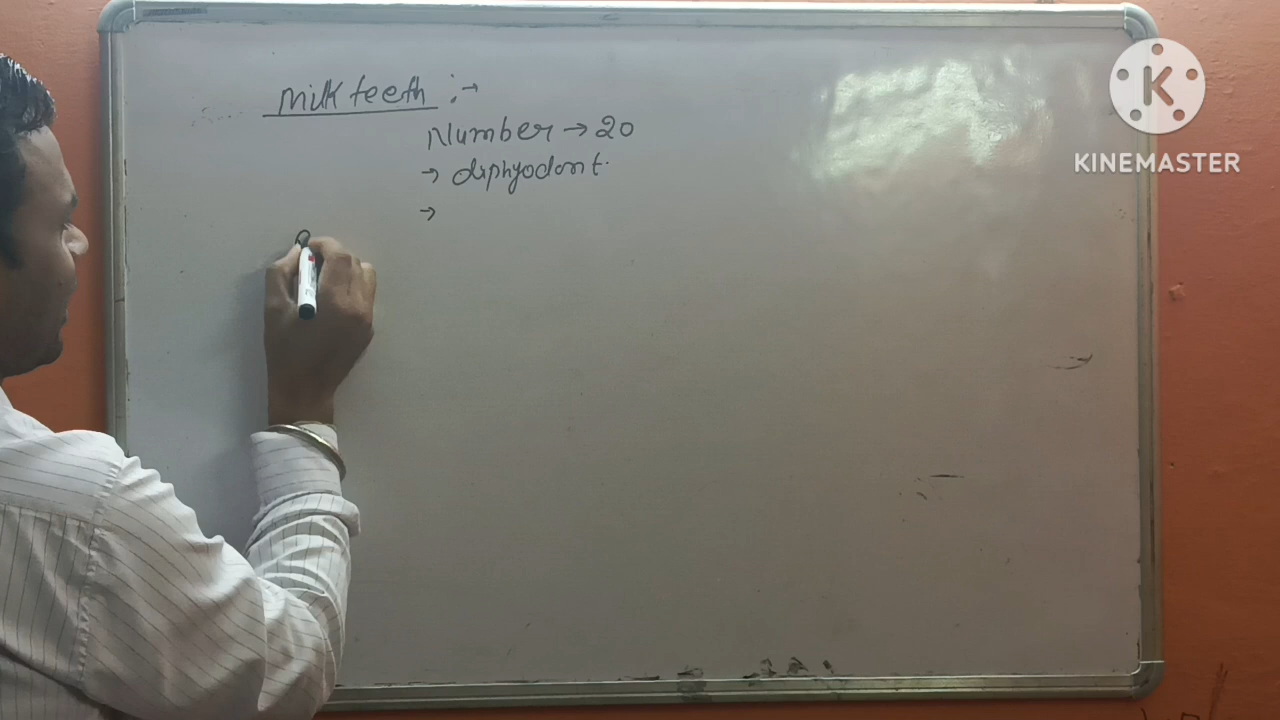 Milk teeth :→
Number → 20
→ diphyodont.
→
KINEMASTER